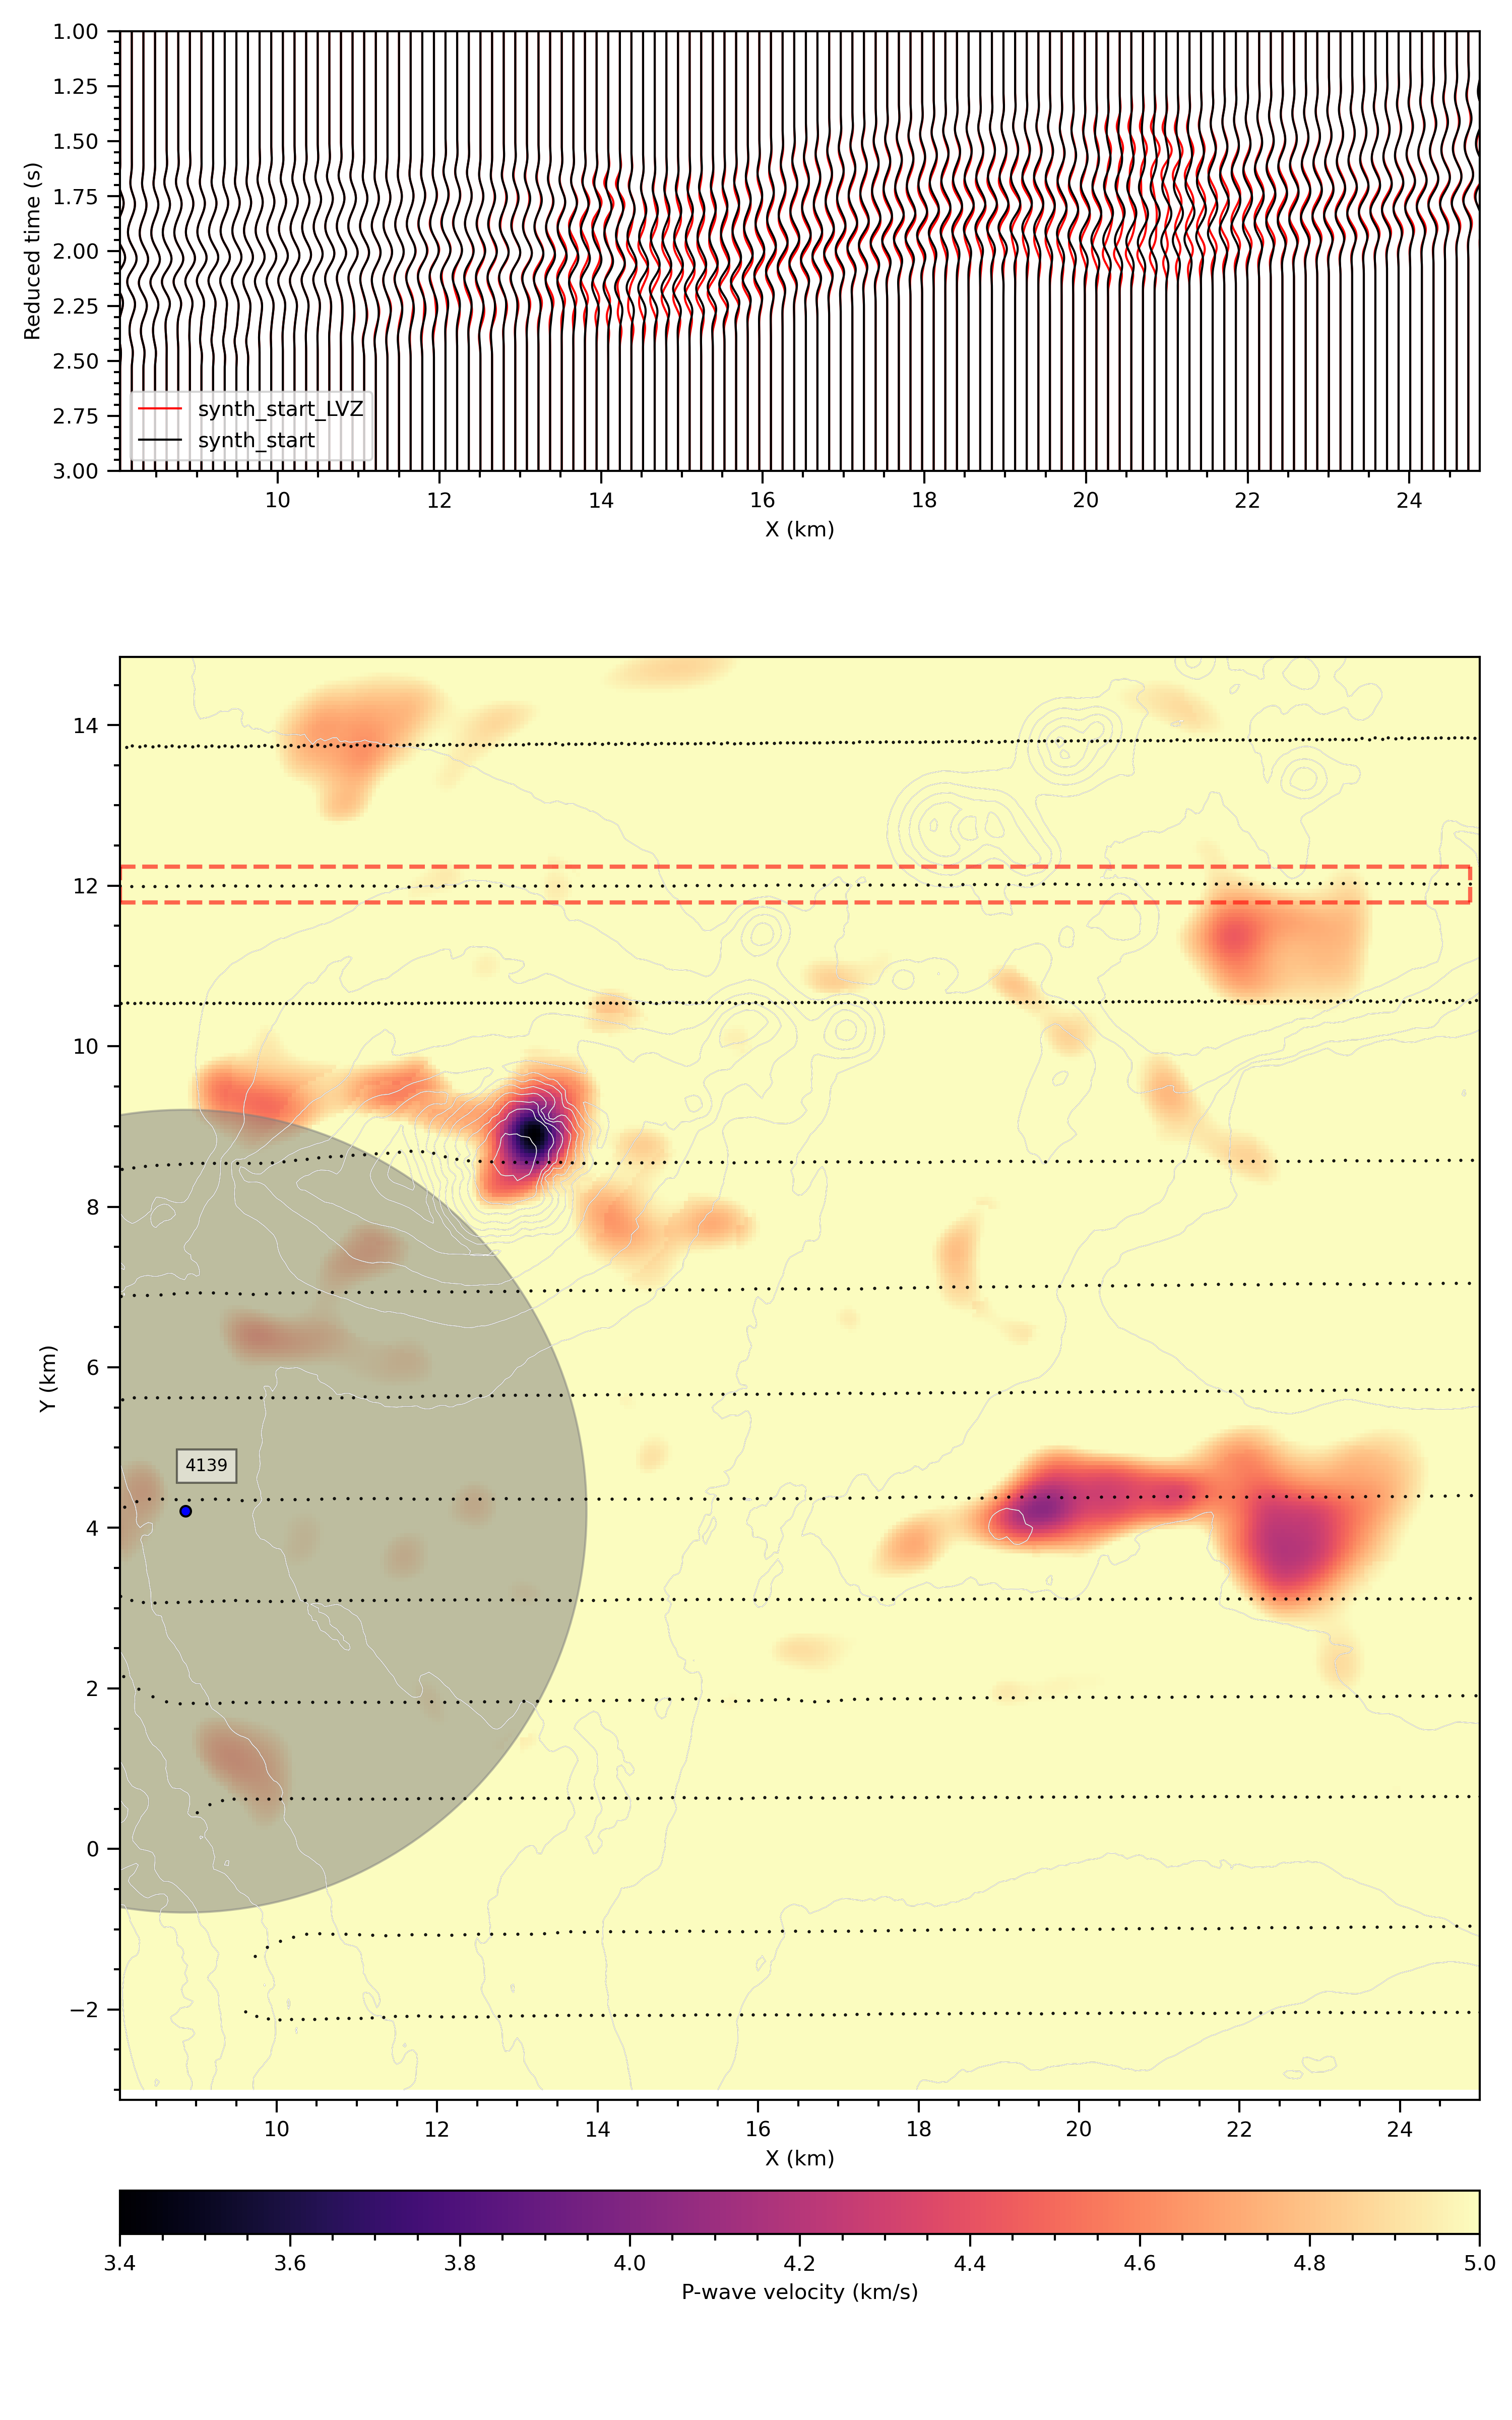 1.00
1.25
1.50
1.75
2.00
2.25
2.50
2.75
3.00
Reduced time (s)
synth_start_LVZ
synth_start
10 12 14 16 18 20 22 24
X (km)
14
12
10
8
6
4
2
0
−2
Y (km)
4139
10 12 14 16 18 20 22 24
X (km)
3.4 3.6 3.8 4.0 4.2 4.4 4.6 4.8 5.0
P-wave velocity (km/s)